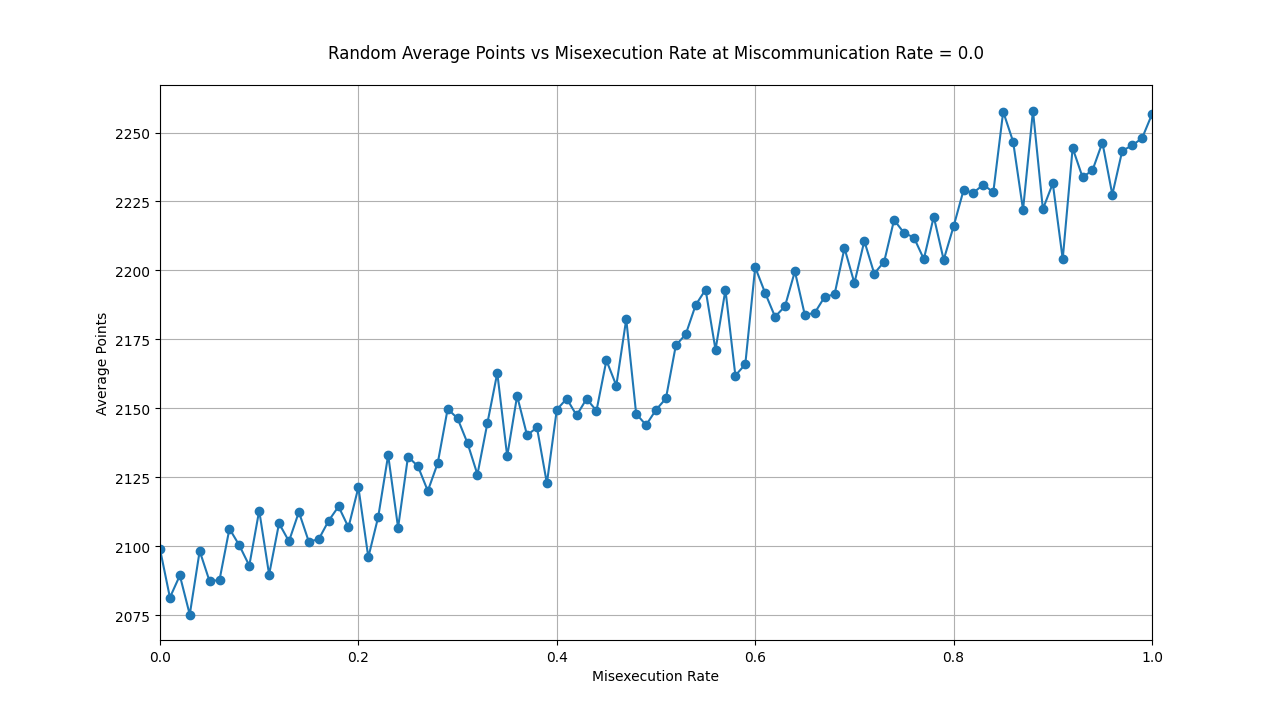 Random Average Points vs Misexecution Rate at Miscommunication Rate = 0.0
2250
2225
2200
2175
2150
2125
2100
2075
Average Points
0.0 0.2 0.4 0.6 0.8 1.0
Misexecution Rate